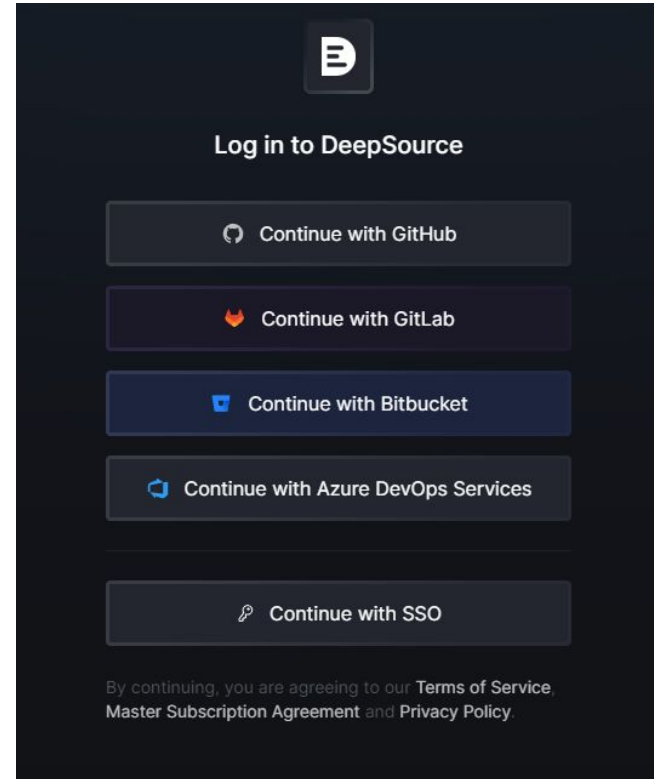 Log in to DeepSource
Continue with GitHub
Continue with GitLab
Continue with Bitbucket
Continue with Azure DevOps Services
Continue with SSO
By continuing, you are agreeing to our Terms of Service,
Master Subscription Agreement and Privacy Policy.